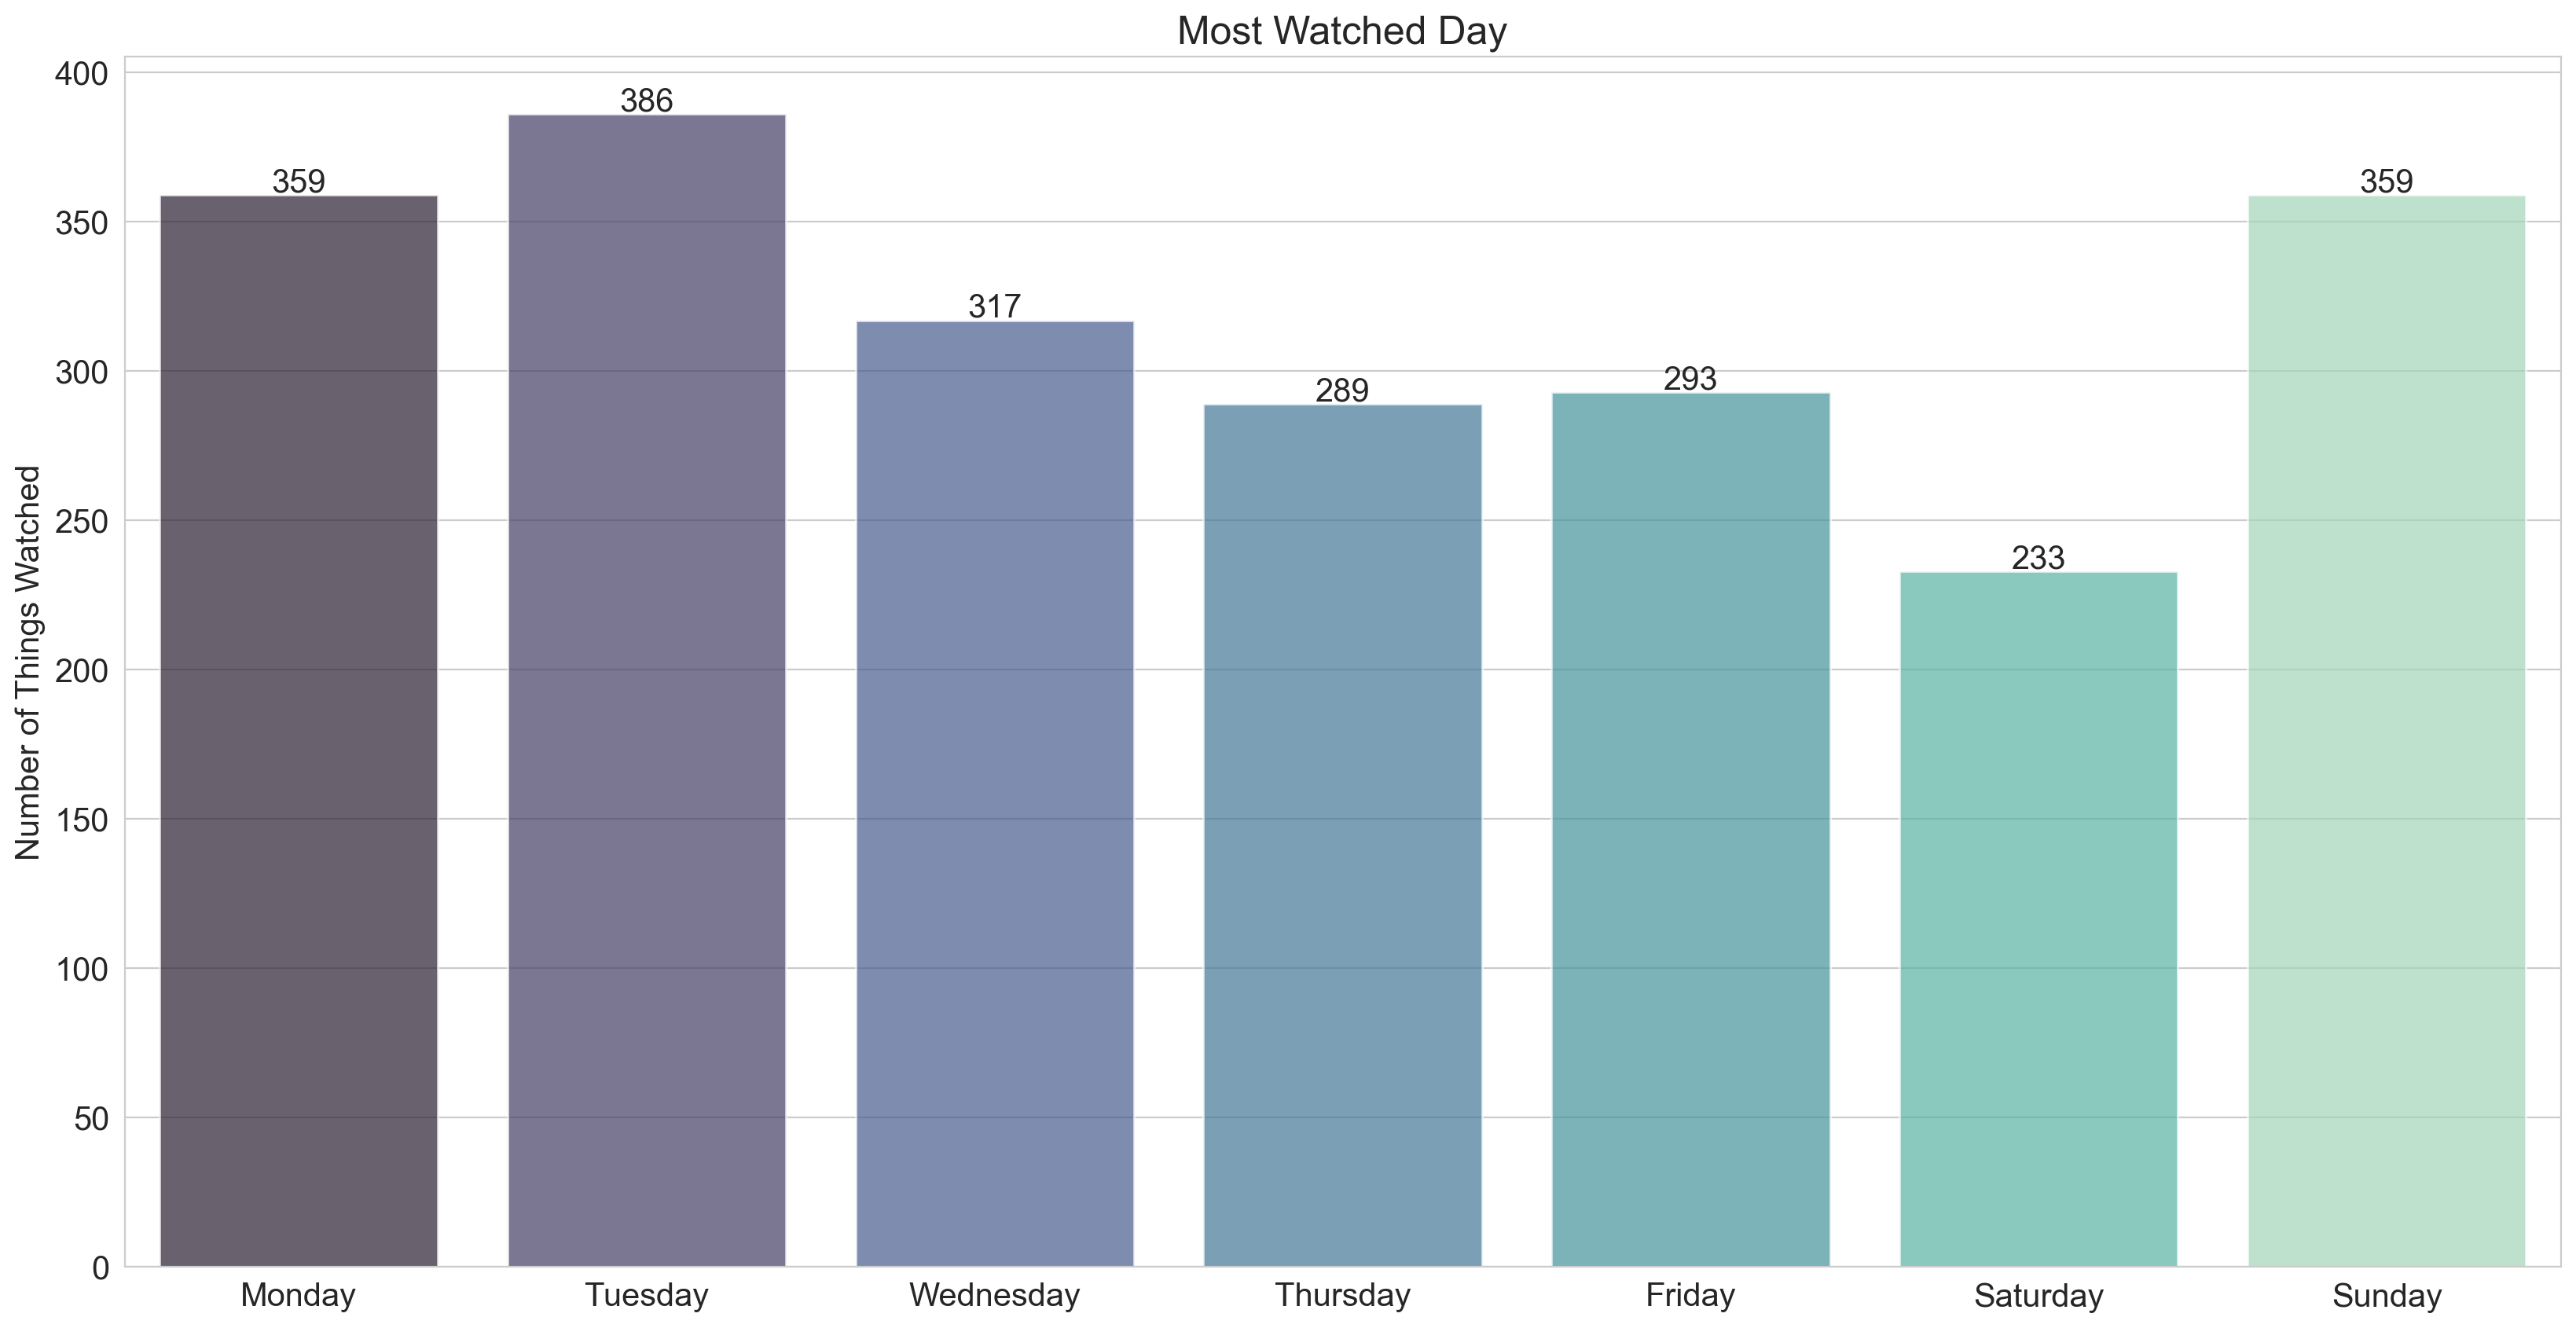 Most Watched Day
Number of Things Watched
400
350
300
250
200
150
100
50
0
359
386
317
289
293
233
359
Monday
Tuesday
Wednesday
Thursday
Friday
Saturday
Sunday